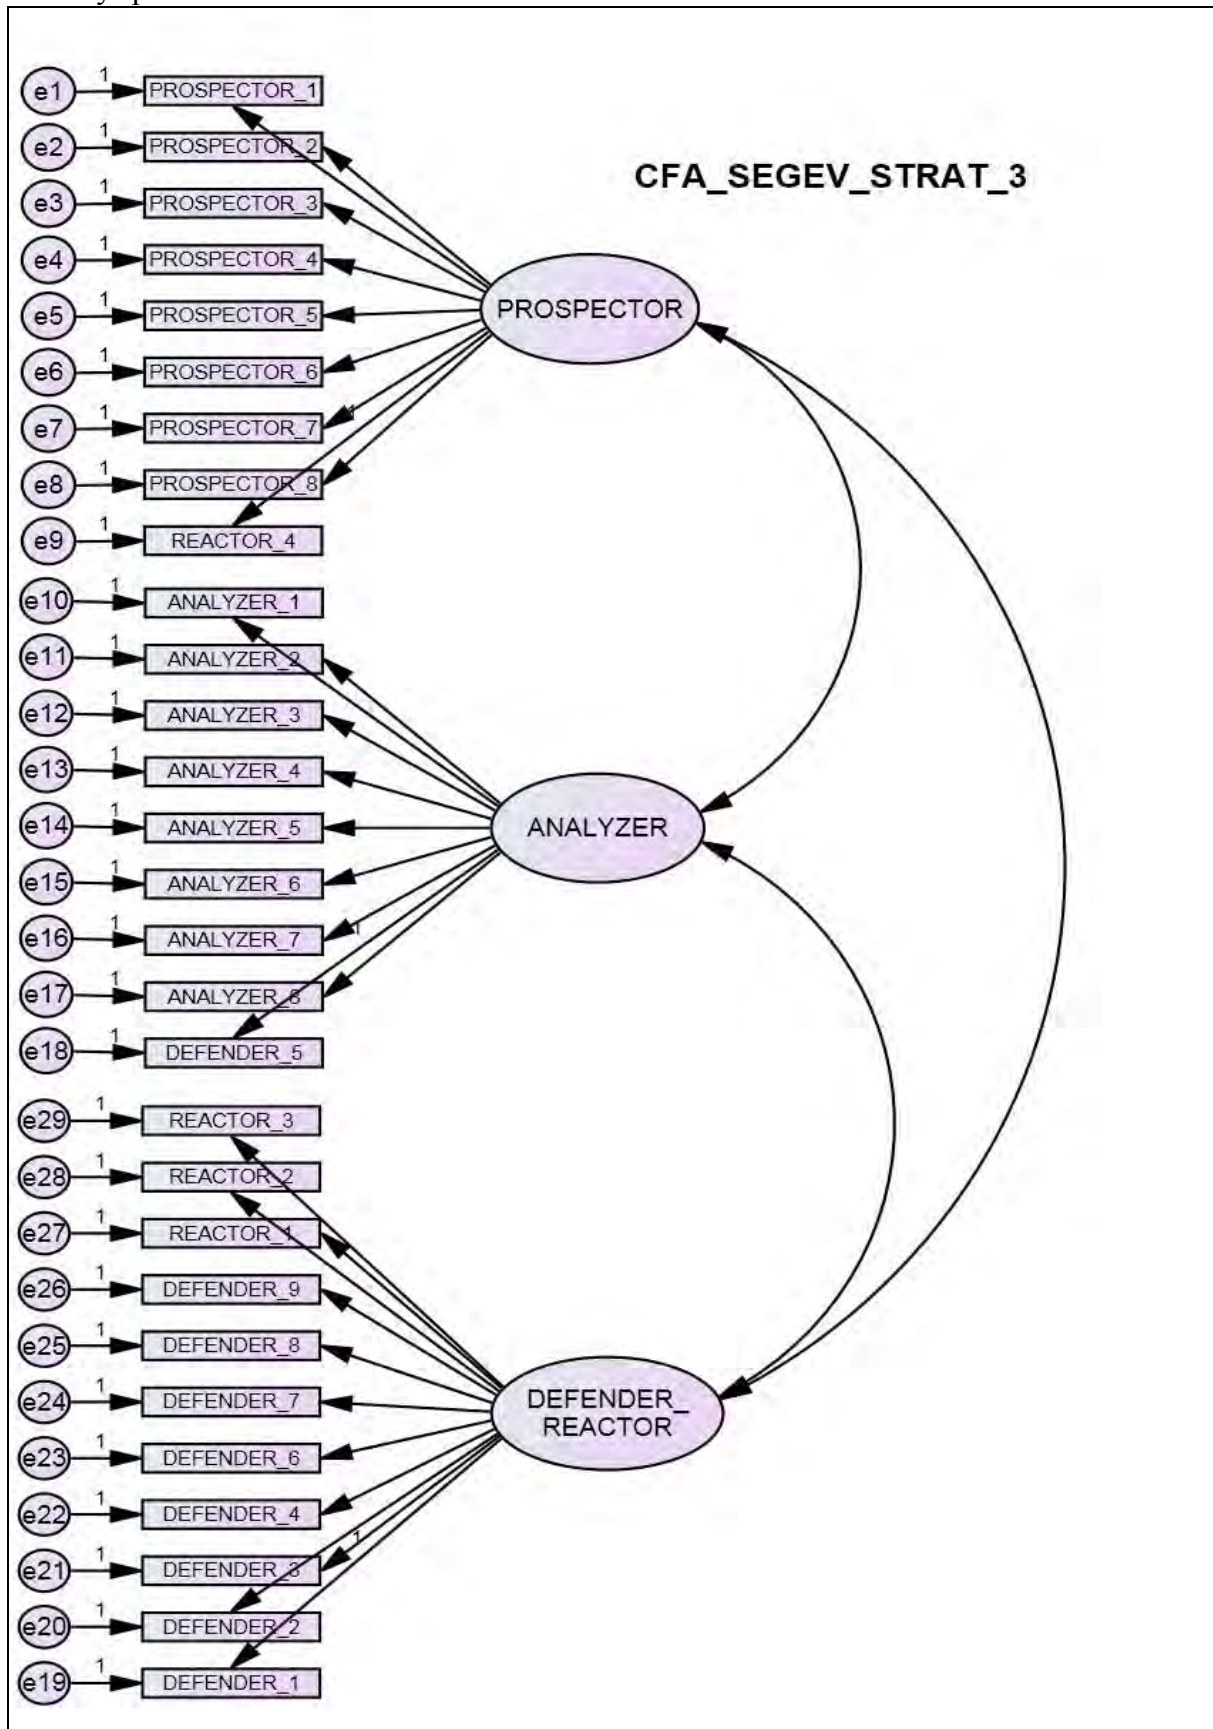 CFA_SEGEV_STRAT_3
e1 1 PROSPECTOR_1
e2 1 PROSPECTOR_2
e3 1 PROSPECTOR_3
e4 1 PROSPECTOR_4
e5 1 PROSPECTOR_5
e6 1 PROSPECTOR_6
e7 1 PROSPECTOR_7 1
e8 1 PROSPECTOR_8
e9 1 REACTOR_4
PROSPECTOR
e10 1 ANALYZER_1
e11 1 ANALYZER_2
e12 1 ANALYZER_3
e13 1 ANALYZER_4
e14 1 ANALYZER_5
e15 1 ANALYZER_6
e16 1 ANALYZER_7 1
e17 1 ANALYZER_8
e18 1 DEFENDER_5
ANALYZER
e29 1 REACTOR_3
e28 1 REACTOR_2
e27 1 REACTOR_1
e26 1 DEFENDER_9
e25 1 DEFENDER_8
e24 1 DEFENDER_7
e23 1 DEFENDER_6
e22 1 DEFENDER_4
e21 1 DEFENDER_3 1
e20 1 DEFENDER_2
e19 1 DEFENDER_1
DEFENDER_
REACTOR